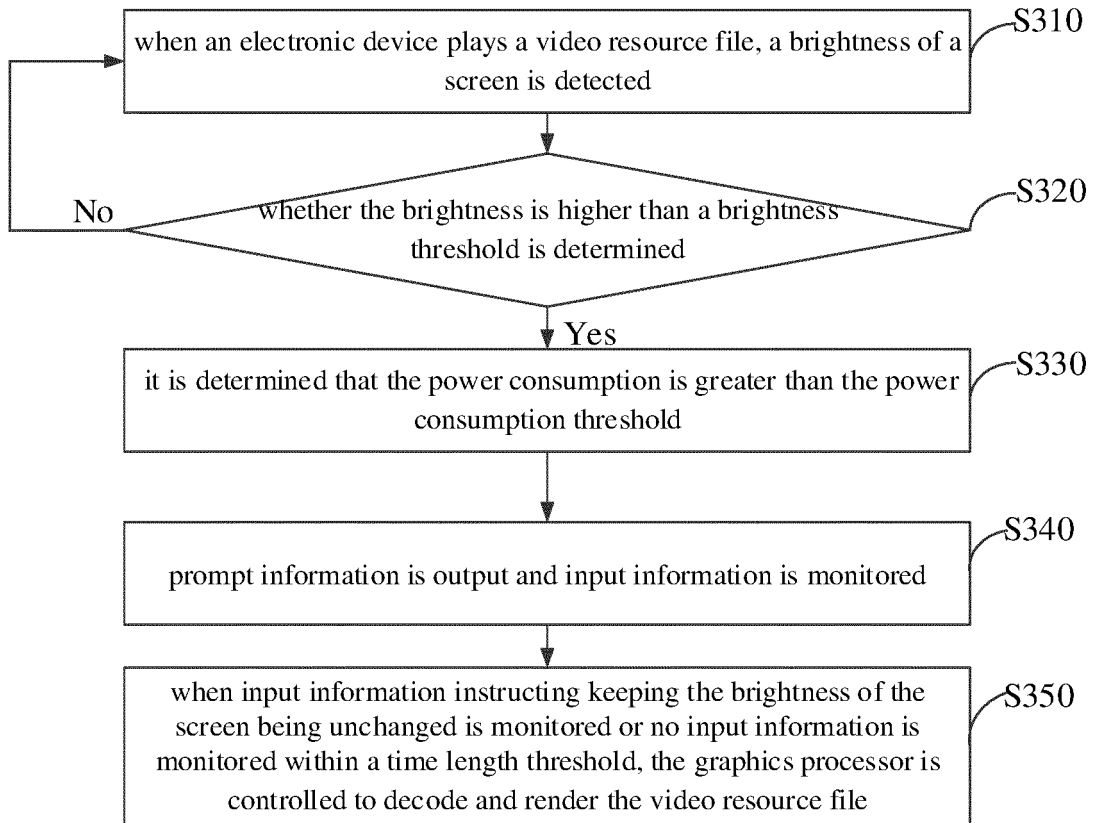 S310
when an electronic device plays a video resource file, a brightness of a
screen is detected
S320
No
whether the brightness is higher than a brightness
threshold is determined
Yes
S330
it is determined that the power consumption is greater than the power
consumption threshold
S340
prompt information is output and input information is monitored
S350
when input information instructing keeping the brightness of the
screen being unchanged is monitored or no input information is
monitored within a time length threshold, the graphics processor is
controlled to decode and render the video resource file